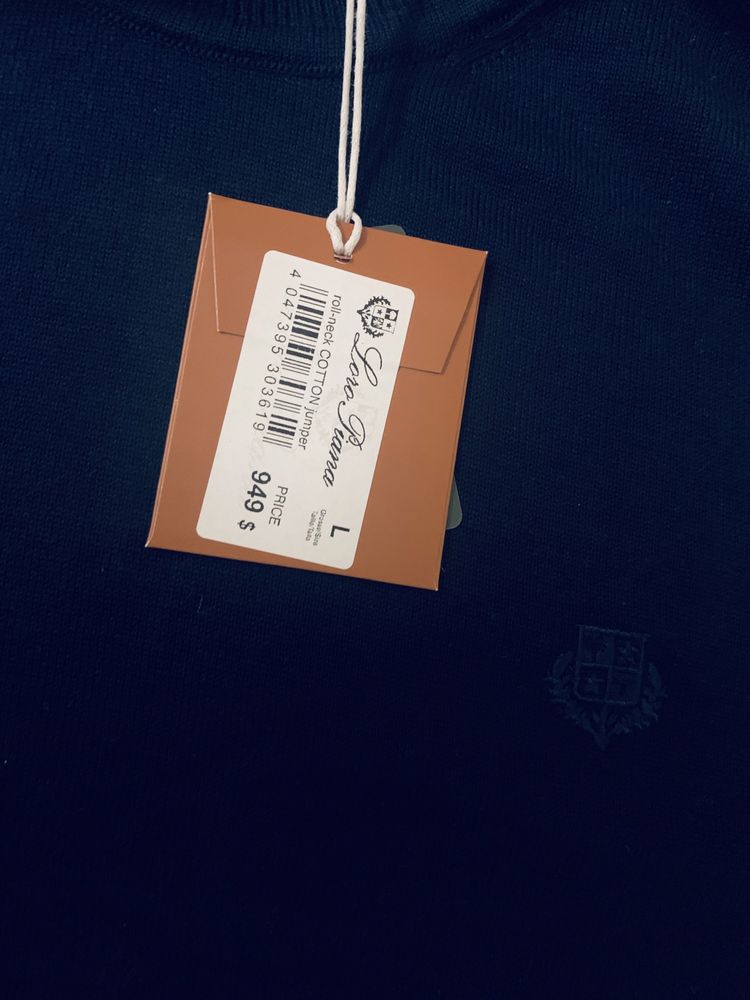 Loro Piana
roll-neck COTTON jumper
4 047395 303619
L
PRICE
949 $